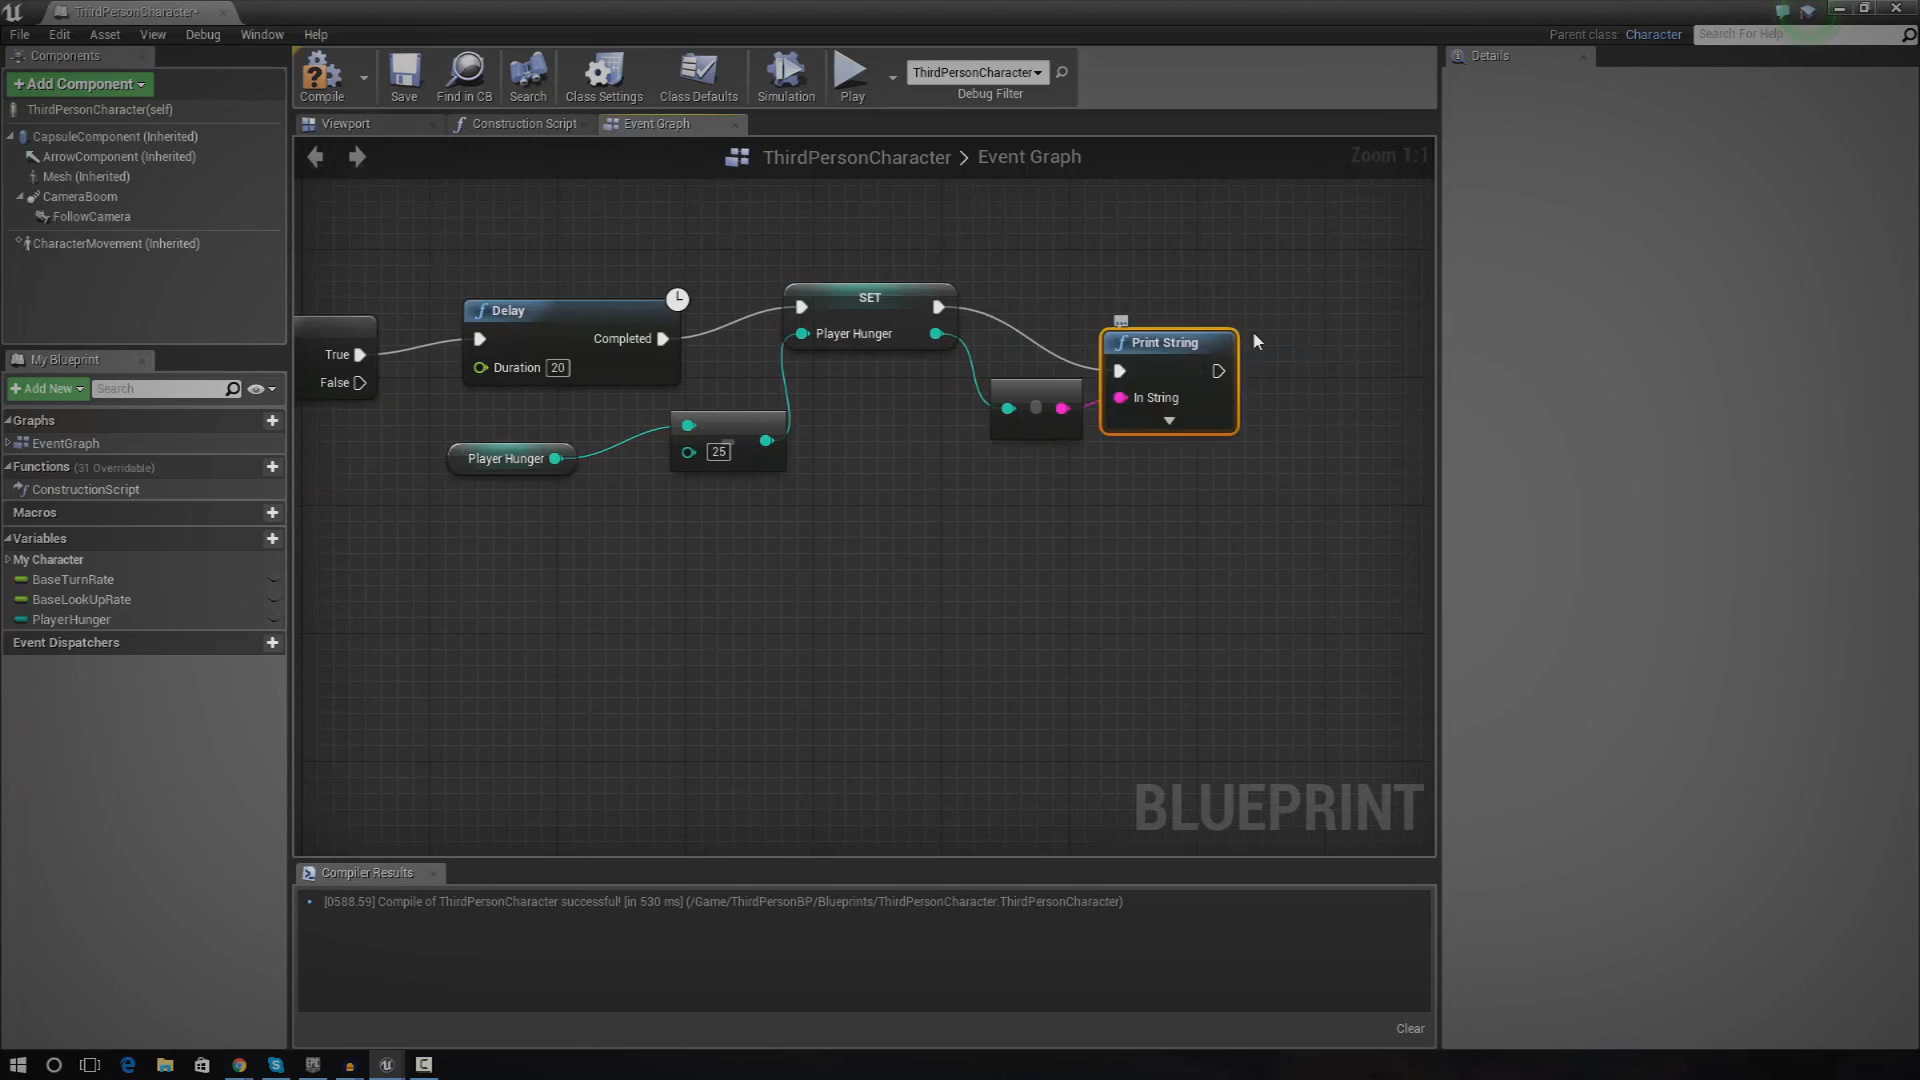 ThirdPersonCharacter*
File Edit Asset View Debug Window Help
Parent class: Character Search For Help
Components
+Add Component
ThirdPersonCharacter(self)
CapsuleComponent (Inherited)
ArrowComponent (Inherited)
Mesh (Inherited)
CameraBoom
FollowCamera
CharacterMovement (Inherited)
Compile Save Find in CB Search Class Settings Class Defaults Simulation Play
ThirdPersonCharacter
Debug Filter
Details
Viewport Construction Script Event Graph
ThirdPersonCharacter > Event Graph
Zoom 1:1
True
False
Delay
Completed
Duration 20
SET
Player Hunger
Print String
In String
Player Hunger
25
BLUEPRINT
My Blueprint
+Add New Search
Graphs
EventGraph
Functions (31 Overridable)
ConstructionScript
Macros
Variables
My Character
BaseTurnRate
BaseLookUpRate
PlayerHunger
Event Dispatchers
Compiler Results
[0588.59] Compile of ThirdPersonCharacter successful! [in 530 ms] (/Game/ThirdPersonBP/Blueprints/ThirdPersonCharacter.ThirdPersonCharacter)
Clear